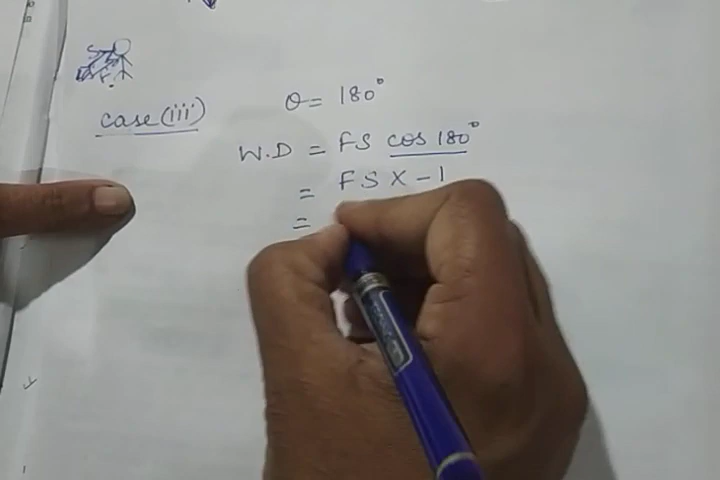 case(iii) θ = 180°
W.D = FS cos 180°
= FS X -1
=